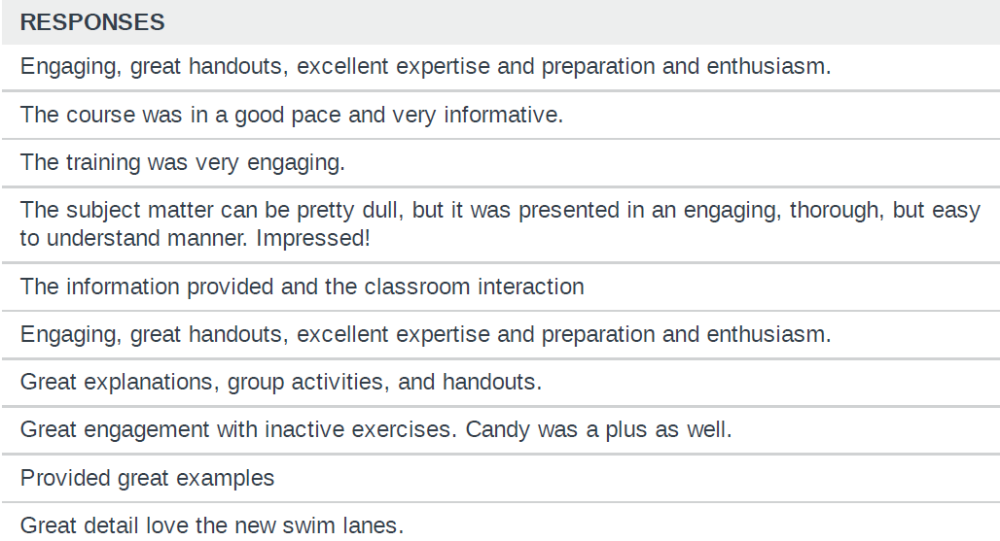 RESPONSES
Engaging, great handouts, excellent expertise and preparation and enthusiasm.
The course was in a good pace and very informative.
The training was very engaging.
The subject matter can be pretty dull, but it was presented in an engaging, thorough, but easy
to understand manner. Impressed!
The information provided and the classroom interaction
Engaging, great handouts, excellent expertise and preparation and enthusiasm.
Great explanations, group activities, and handouts.
Great engagement with inactive exercises. Candy was a plus as well.
Provided great examples
Great detail love the new swim lanes.